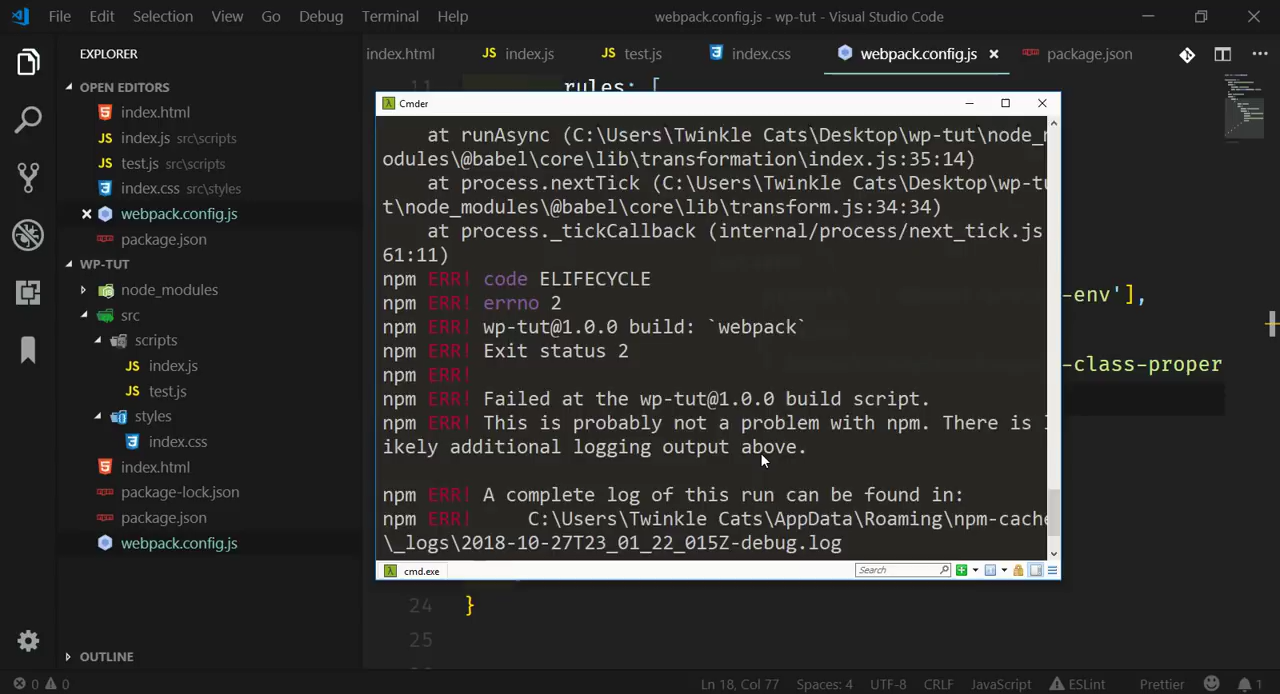 File Edit Selection View Go Debug Terminal Help webpack.config.js - wp-tut - Visual Studio Code
EXPLORER
OPEN EDITORS
index.html
index.js src\scripts
test.js src\scripts
index.css src\styles
webpack.config.js
package.json
WP-TUT
node_modules
src
scripts
index.js
test.js
styles
index.css
index.html
package-lock.json
package.json
webpack.config.js
OUTLINE
index.html index.js test.js index.css webpack.config.js package.json
11 rules: [
-env'],
-class-proper
Cmder
at runAsync (C:\Users\Twinkle Cats\Desktop\wp-tut\node_
odules\@babel\core\lib\transformation\index.js:35:14)
at process.nextTick (C:\Users\Twinkle Cats\Desktop\wp-tu
t\node_modules\@babel\core\lib\transform.js:34:34)
at process._tickCallback (internal/process/next_tick.js
61:11)
npm ERR! code ELIFECYCLE
npm ERR! errno 2
npm ERR! wp-tut@1.0.0 build: `webpack`
npm ERR! Exit status 2
npm ERR!
npm ERR! Failed at the wp-tut@1.0.0 build script.
npm ERR! This is probably not a problem with npm. There is l
ikely additional logging output above.
npm ERR! A complete log of this run can be found in:
npm ERR! C:\Users\Twinkle Cats\AppData\Roaming\npm-cache
\_logs\2018-10-27T23_01_22_015Z-debug.log
cmd.exe Search
24 }
25
0 0 Ln 18, Col 77 Spaces: 4 UTF-8 CRLF JavaScript ESLint Prettier 1